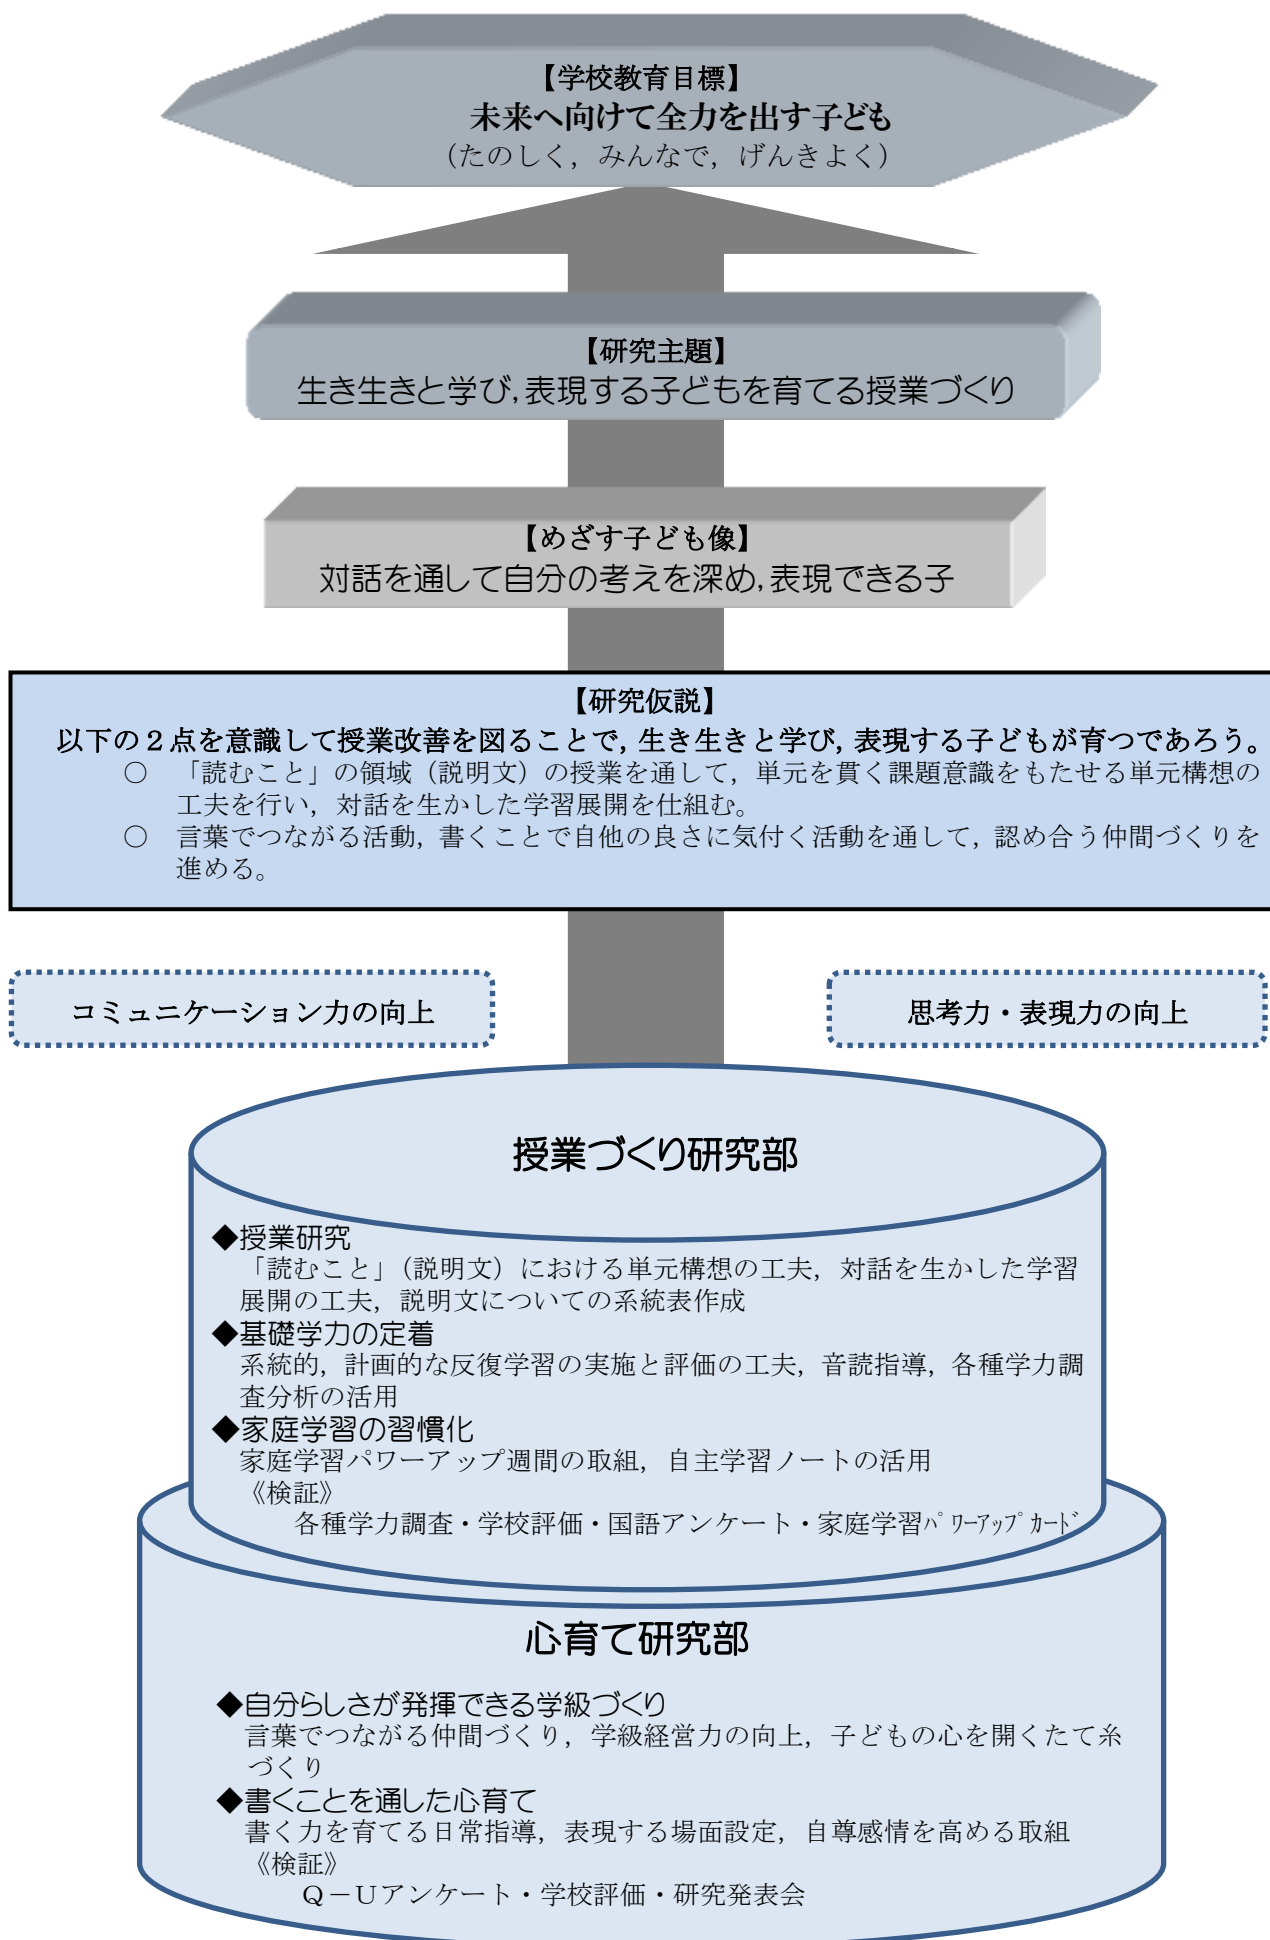 【学校教育目標】
未来へ向けて全力を出す子ども
（たのしく，みんなで，げんきよく）
【研究主題】
生き生きと学び，表現する子どもを育てる授業づくり
【めざす子ども像】
対話を通して自分の考えを深め，表現できる子
【研究仮説】
以下の２点を意識して授業改善を図ることで，生き生きと学び，表現する子どもが育つであろう。
○　「読むこと」の領域（説明文）の授業を通して，単元を貫く課題意識をもたせる単元構想の
工夫を行い，対話を生かした学習展開を仕組む。
○　言葉でつながる活動，書くことで自他の良さに気付く活動を通して，認め合う仲間づくりを
進める。
コミュニケーション力の向上
思考力・表現力の向上
授業づくり研究部
◆授業研究
「読むこと」（説明文）における単元構想の工夫，対話を生かした学習
展開の工夫，説明文についての系統表作成
◆基礎学力の定着
系統的，計画的な反復学習の実施と評価の工夫，音読指導，各種学力調
査分析の活用
◆家庭学習の習慣化
家庭学習パワーアップ週間の取組，自主学習ノートの活用
《検証》
各種学力調査・学校評価・国語アンケート・家庭学習ﾊﾟﾜｰｱｯﾌﾟｶｰﾄﾞ
心育て研究部
◆自分らしさが発揮できる学級づくり
言葉でつながる仲間づくり，学級経営力の向上，子どもの心を開くたて糸
づくり
◆書くことを通した心育て
書く力を育てる日常指導，表現する場面設定，自尊感情を高める取組
《検証》
Ｑ－Ｕアンケート・学校評価・研究発表会